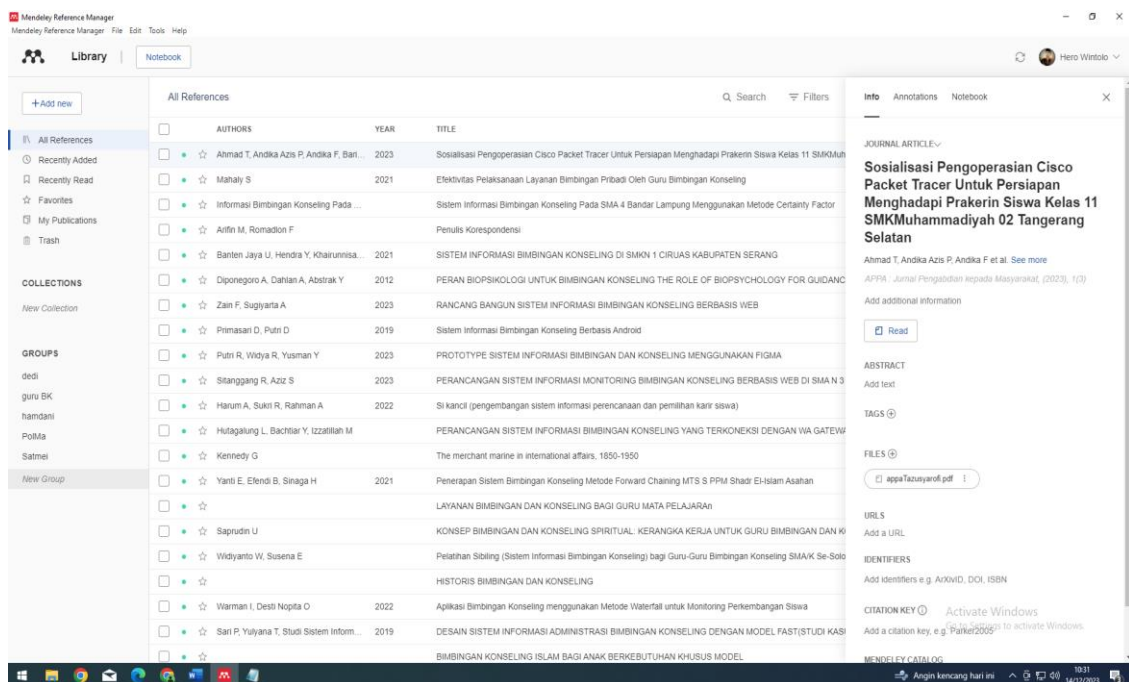 Mendeley Reference Manager
Mendeley Reference Manager File Edit Tools Help
Library
Notebook
Hero Wintolo
+Add new
All References
Recently Added
Recently Read
Favorites
My Publications
Trash
COLLECTIONS
New Collection
GROUPS
dedi
guru BK
hamdani
PolMa
Satmei
New Group
All References
Search
Filters
AUTHORS YEAR TITLE
Ahmad T, Andika Azis P, Andika F, Bari... 2023 Sosialisasi Pengoperasian Cisco Packet Tracer Untuk Persiapan Menghadapi Prakerin Siswa Kelas 11 SMKMuh
Mahaly S 2021 Efektivitas Pelaksanaan Layanan Bimbingan Pribadi Oleh Guru Bimbingan Konseling
Informasi Bimbingan Konseling Pada ... Sistem Informasi Bimbingan Konseling Pada SMA 4 Bandar Lampung Menggunakan Metode Certainty Factor
Arifin M, Romadlon F Penulis Korespondensi
Banten Jaya U, Hendra Y, Khairunnisa... 2021 SISTEM INFORMASI BIMBINGAN KONSELING DI SMKN 1 CIRUAS KABUPATEN SERANG
Diponegoro A, Dahlan A, Abstrak Y 2012 PERAN BIOPSIKOLOGI UNTUK BIMBINGAN KONSELING THE ROLE OF BIOPSYCHOLOGY FOR GUIDANC
Zain F, Sugiyarta A 2023 RANCANG BANGUN SISTEM INFORMASI BIMBINGAN KONSELING BERBASIS WEB
Primasari D, Putri D 2019 Sistem Informasi Bimbingan Konseling Berbasis Android
Putri R, Widya R, Yusman Y 2023 PROTOTYPE SISTEM INFORMASI BIMBINGAN DAN KONSELING MENGGUNAKAN FIGMA
Sitanggang R, Aziz S 2023 PERANCANGAN SISTEM INFORMASI MONITORING BIMBINGAN KONSELING BERBASIS WEB DI SMA N 3
Harum A, Sukri R, Rahman A 2022 Si kancil (pengembangan sistem informasi perencanaan dan pemilihan karir siswa)
Hutagalung L, Bachtiar Y, Izzatillah M PERANCANGAN SISTEM INFORMASI BIMBINGAN KONSELING YANG TERKONEKSI DENGAN WA GATEWA
Kennedy G The merchant marine in international affairs, 1850-1950
Yanti E, Efendi B, Sinaga H 2021 Penerapan Sistem Bimbingan Konseling Metode Forward Chaining MTS S PPM Shadr El-Islam Asahan
LAYANAN BIMBINGAN DAN KONSELING BAGI GURU MATA PELAJARAn
Saprudin U KONSEP BIMBINGAN DAN KONSELING SPIRITUAL: KERANGKA KERJA UNTUK GURU BIMBINGAN DAN K
Widiyanto W, Susena E Pelatihan Sibiling (Sistem Informasi Bimbingan Konseling) bagi Guru-Guru Bimbingan Konseling SMA/K Se-Solo
HISTORIS BIMBINGAN DAN KONSELING
Warman I, Desti Nopita O 2022 Aplikasi Bimbingan Konseling menggunakan Metode Waterfall untuk Monitoring Perkembangan Siswa
Sari P, Yulyana T, Studi Sistem Inform... 2019 DESAIN SISTEM INFORMASI ADMINISTRASI BIMBINGAN KONSELING DENGAN MODEL FAST(STUDI KAS
BIMBINGAN KONSELING ISLAM BAGI ANAK BERKEBUTUHAN KHUSUS MODEL
Info Annotations Notebook
JOURNAL ARTICLE
Sosialisasi Pengoperasian Cisco
Packet Tracer Untuk Persiapan
Menghadapi Prakerin Siswa Kelas 11
SMKMuhammadiyah 02 Tangerang
Selatan
Ahmad T, Andika Azis P, Andika F et al. See more
APPA : Jurnal Pengabdian kepada Masyarakat, (2023), 1(3)
Add additional information
Read
ABSTRACT
Add text
TAGS
FILES
appaTazusyarofi.pdf
URLS
Add a URL
IDENTIFIERS
Add identifiers e.g. ArXivID, DOI, ISBN
CITATION KEY
Activate Windows
Add a citation key, e.g. Parker2005
Go to Settings to activate Windows.
MENDELEY CATALOG
Angin kencang hari ini
10:31
14/12/2023